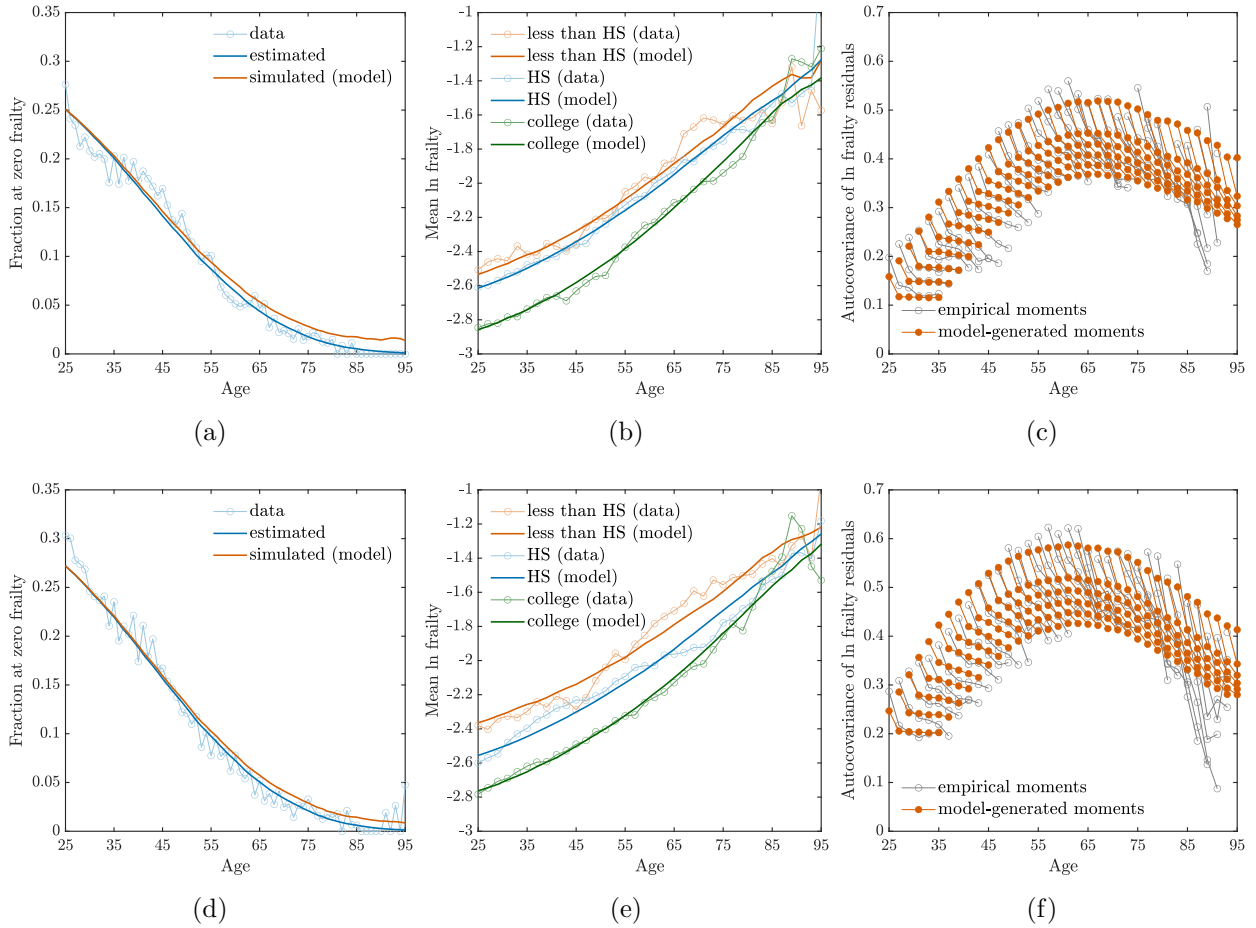 0.35
0.3
0.25
0.2
0.15
0.1
0.05
0
25 35 45 55 65 75 85 95
Age
Fraction at zero frailty
data
estimated
simulated (model)
(a)
-1
-1.2
-1.4
-1.6
-1.8
-2
-2.2
-2.4
-2.6
-2.8
-3
25 35 45 55 65 75 85 95
Age
Mean ln frailty
less than HS (data)
less than HS (model)
HS (data)
HS (model)
college (data)
college (model)
(b)
0.7
0.6
0.5
0.4
0.3
0.2
0.1
0
25 35 45 55 65 75 85 95
Age
Autocovariance of ln frailty residuals
empirical moments
model-generated moments
(c)
0.35
0.3
0.25
0.2
0.15
0.1
0.05
0
25 35 45 55 65 75 85 95
Age
Fraction at zero frailty
data
estimated
simulated (model)
(d)
-1
-1.2
-1.4
-1.6
-1.8
-2
-2.2
-2.4
-2.6
-2.8
-3
25 35 45 55 65 75 85 95
Age
Mean ln frailty
less than HS (data)
less than HS (model)
HS (data)
HS (model)
college (data)
college (model)
(e)
0.7
0.6
0.5
0.4
0.3
0.2
0.1
0
25 35 45 55 65 75 85 95
Age
Autocovariance of ln frailty residuals
empirical moments
model-generated moments
(f)